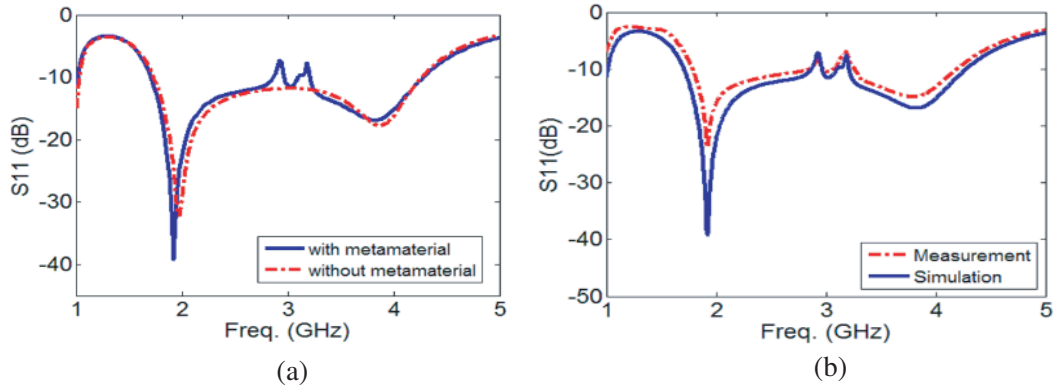 0
-10
-20
-30
-40
S11 (dB)
with metamaterial
without metamaterial
1 2 3 4 5
Freq. (GHz)
(a)
0
-10
-20
-30
-40
-50
S11(dB)
Measurement
Simulation
1 2 3 4 5
Freq. (GHz)
(b)